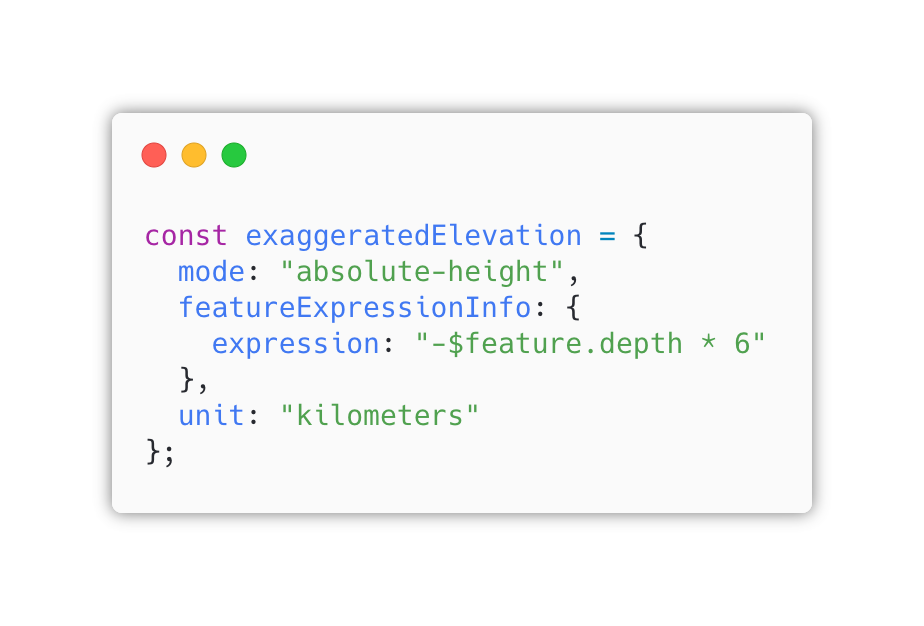 const exaggeratedElevation = {
  mode: "absolute-height",
  featureExpressionInfo: {
    expression: "-$feature.depth * 6"
  },
  unit: "kilometers"
};